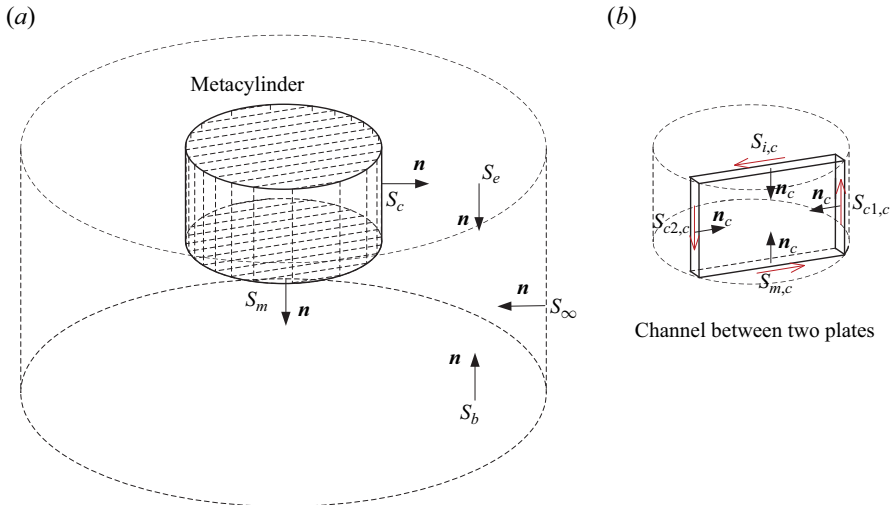 (a)
(b)
Metacylinder
n
S_c
S_e
n
S_m
n
n
S_∞
n
S_b
S_{i,c}
n_c
n_c
S_{c1,c}
S_{c2,c}
n_c
n_c
S_{m,c}
Channel between two plates